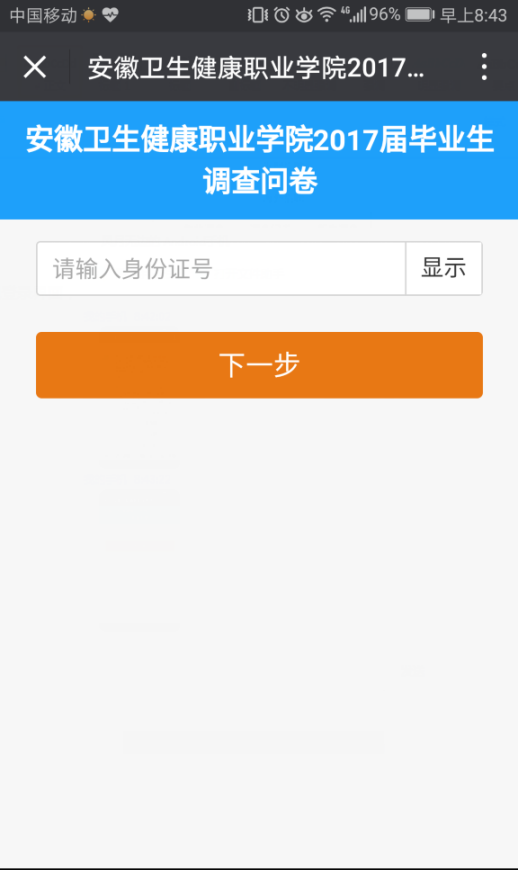 中国移动 4G 96% 早上8:43
安徽卫生健康职业学院2017...
安徽卫生健康职业学院2017届毕业生
调查问卷
请输入身份证号 显示
下一步